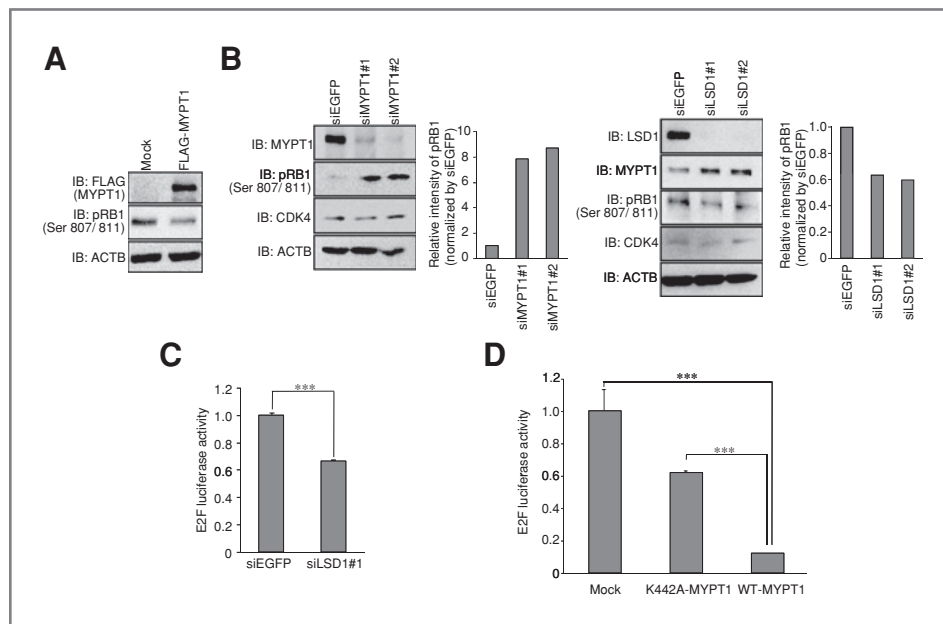 A
Mock
FLAG-MYPT1
IB: FLAG
(MYPT1)
IB: pRB1
(Ser 807/ 811)
IB: ACTB
B
siEGFP
siMYPT1#1
siMYPT1#2
IB: MYPT1
IB: pRB1
(Ser 807/ 811)
IB: CDK4
IB: ACTB
Relative intensity of pRB1
(normalized by siEGFP)
10
8
6
4
2
0
siEGFP
siMYPT1#1
siMYPT1#2
siEGFP
siLSD1#1
siLSD1#2
IB: LSD1
IB: MYPT1
IB: pRB1
(Ser 807/ 811)
IB: CDK4
IB: ACTB
Relative intensity of pRB1
(normalized by siEGFP)
1.0
0.8
0.6
0.4
0.2
0
siEGFP
siLSD1#1
siLSD1#2
C
E2F luciferase activity
1.2
1.0
0.8
0.6
0.4
0.2
0
***
siEGFP
siLSD1#1
D
E2F luciferase activity
1.2
1.0
0.8
0.6
0.4
0.2
0
***
***
Mock
K442A-MYPT1
WT-MYPT1